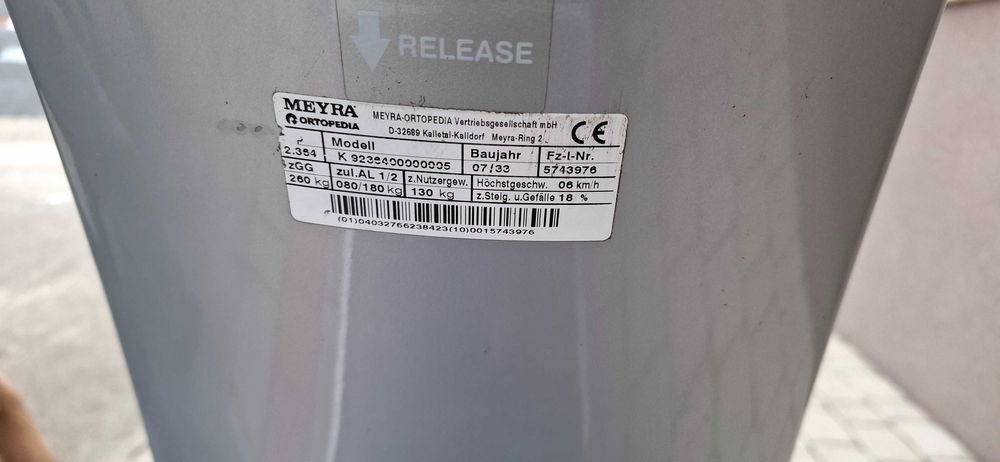 RELEASE
MEYRA
ORTOPEDIA
MEYRA-ORTOPEDIA Vertriebsgesellschaft mbH
D-32689 Kalletal-Kalldorf Meyra-Ring 2
CE
Modell Baujahr Fz-I-Nr.
2.364 K 9236400000005 07/33 5743976
zGG zul.AL 1/2 z.Nutzergew. Höchstgeschw. 06 km/h
260 kg 080/180 kg 130 kg z.Steig. u.Gefälle 18 %
(01)04032766238423(10)0015743976